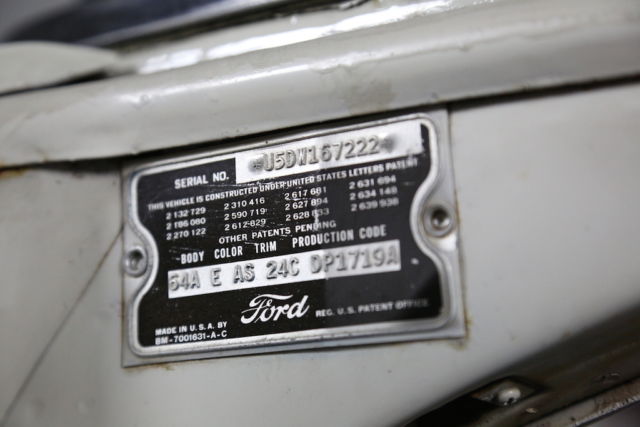 SERIAL NO. *U5DW167222*
THIS VEHICLE IS CONSTRUCTED UNDER UNITED STATES LETTERS PATENT
2 132 729 2 310 416 2 617 681 2 631 694
2 186 080 2 590 719 2 627 894 2 634 148
2 270 122 2 612 829 2 628 833 2 639 938
OTHER PATENTS PENDING
BODY COLOR TRIM PRODUCTION CODE
64A E AS 24C DP1719A
Ford
MADE IN U.S.A. BY REG. U.S. PATENT OFFICE
BM-7001631-A-C